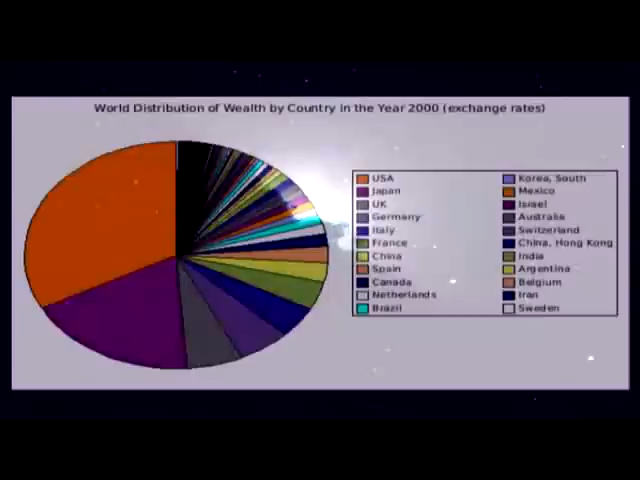 World Distribution of Wealth by Country in the Year 2000 (exchange rates)
USA
Japan
UK
Germany
Italy
France
China
Spain
Canada
Netherlands
Brazil
Korea, South
Mexico
Israel
Australia
Switzerland
China, Hong Kong
India
Argentina
Belgium
Iran
Sweden